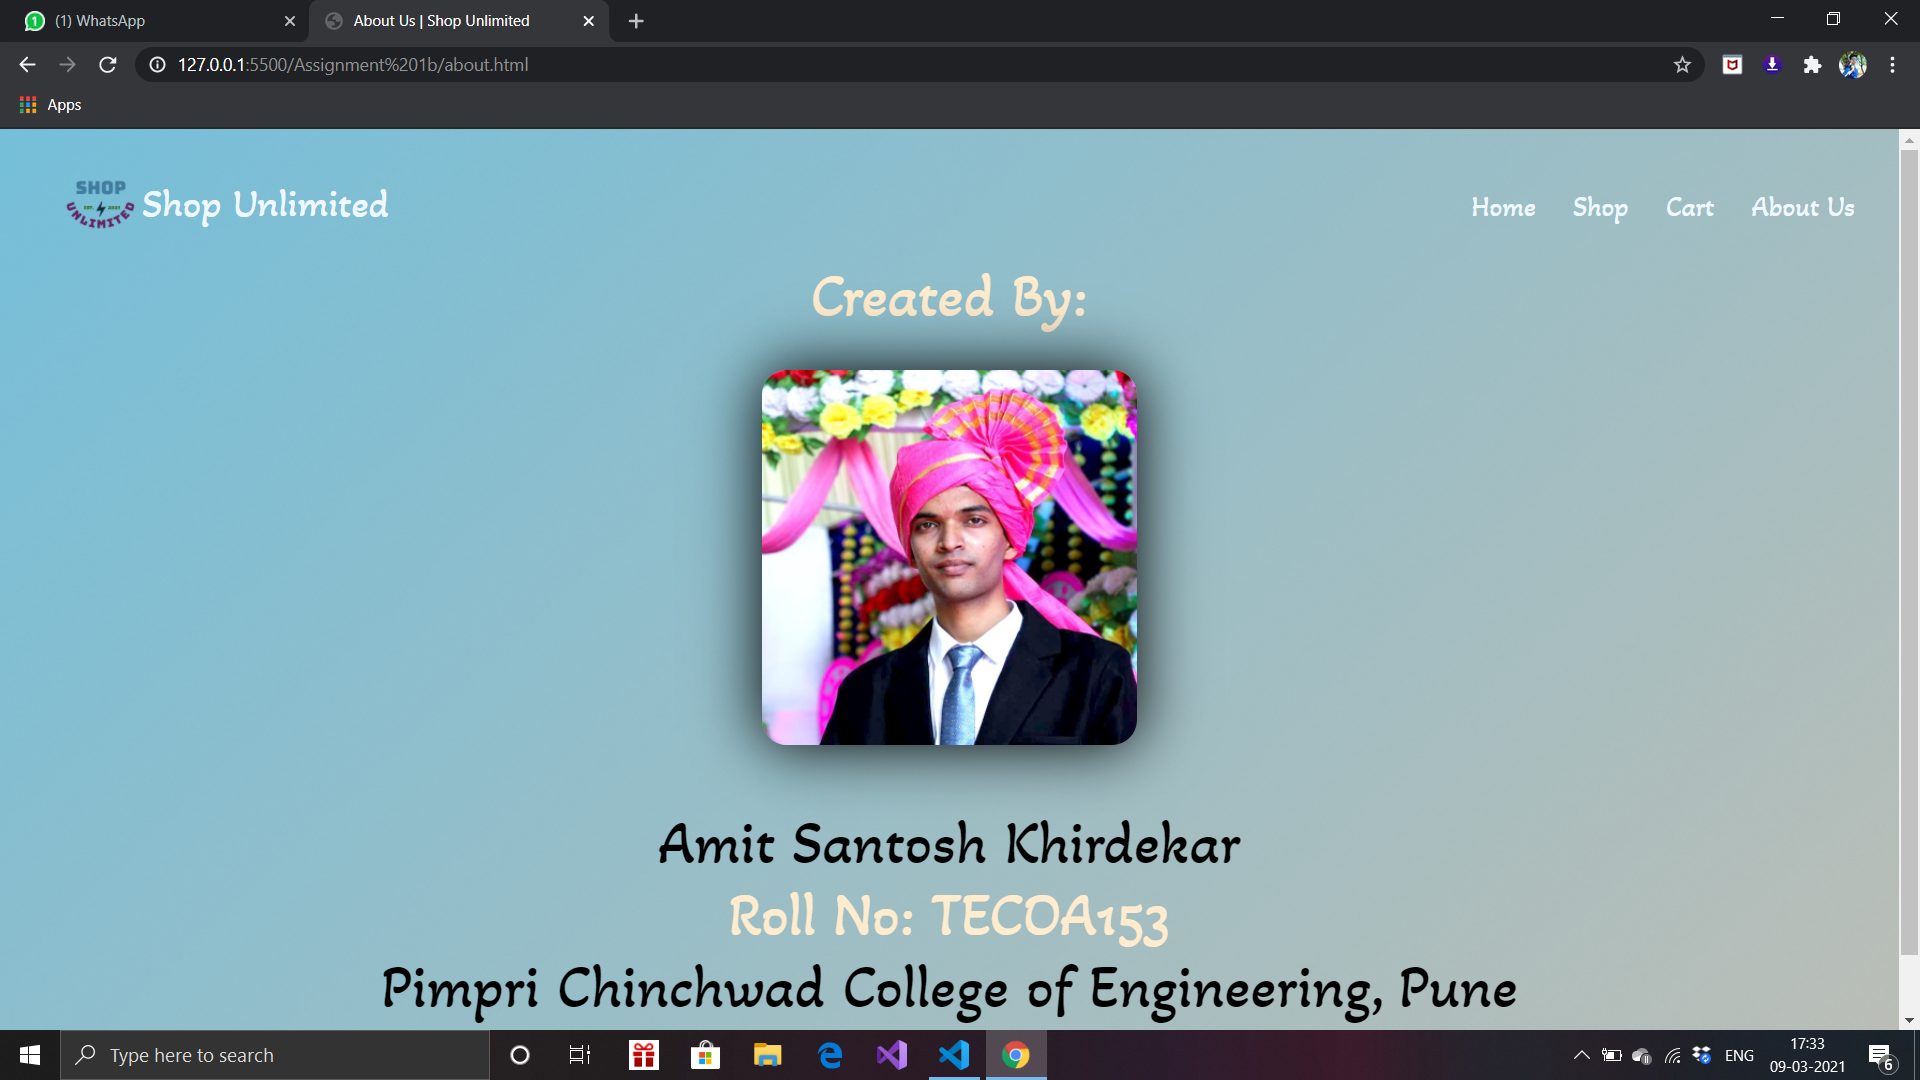 (1) WhatsApp
About Us | Shop Unlimited
127.0.0.1:5500/Assignment%201b/about.html
Apps
SHOP
EST. 2021
UNLIMITED
Shop Unlimited
Home
Shop
Cart
About Us
Created By:
Amit Santosh Khirdekar
Roll No: TECOA153
Pimpri Chinchwad College of Engineering, Pune
Type here to search
ENG
17:33
09-03-2021
6